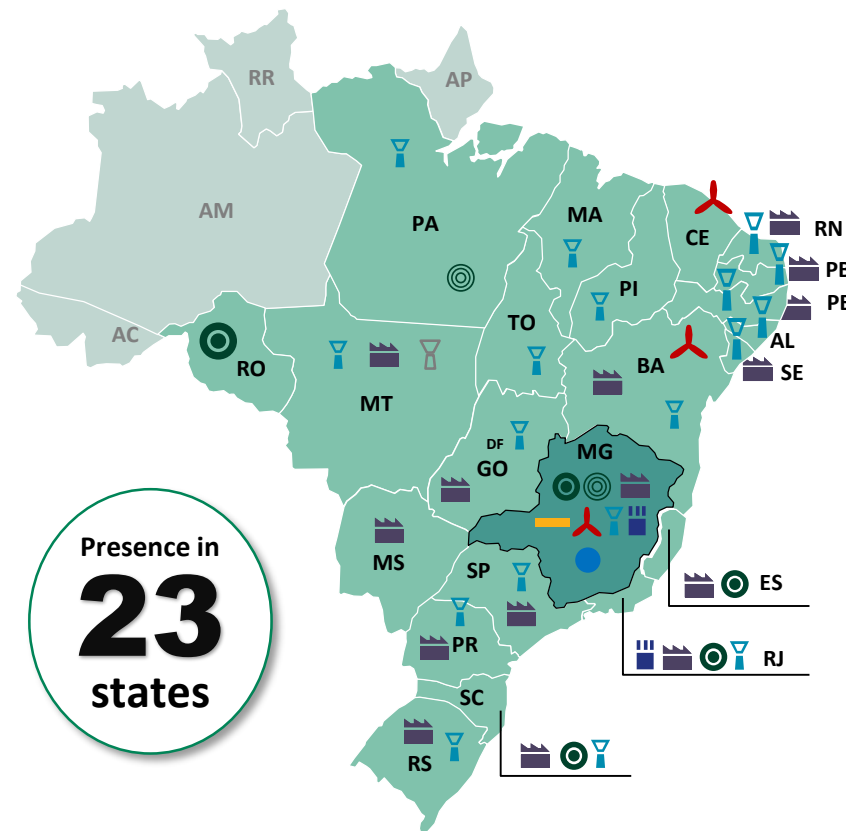 RR
AP
AM
PA
MA
CE
RN
PI
PB
PE
TO
AC
RO
BA
AL
SE
MT
DF
GO
MG
MS
SP
ES
PR
RJ
SC
RS
Presence in
23
states